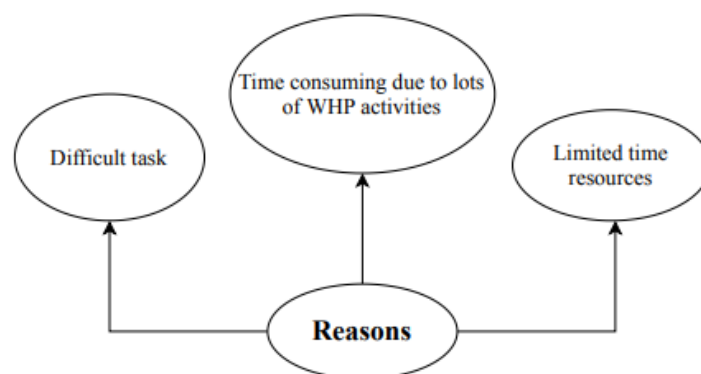 Time consuming due to lots
of WHP activities
Difficult task
Limited time
resources
Reasons